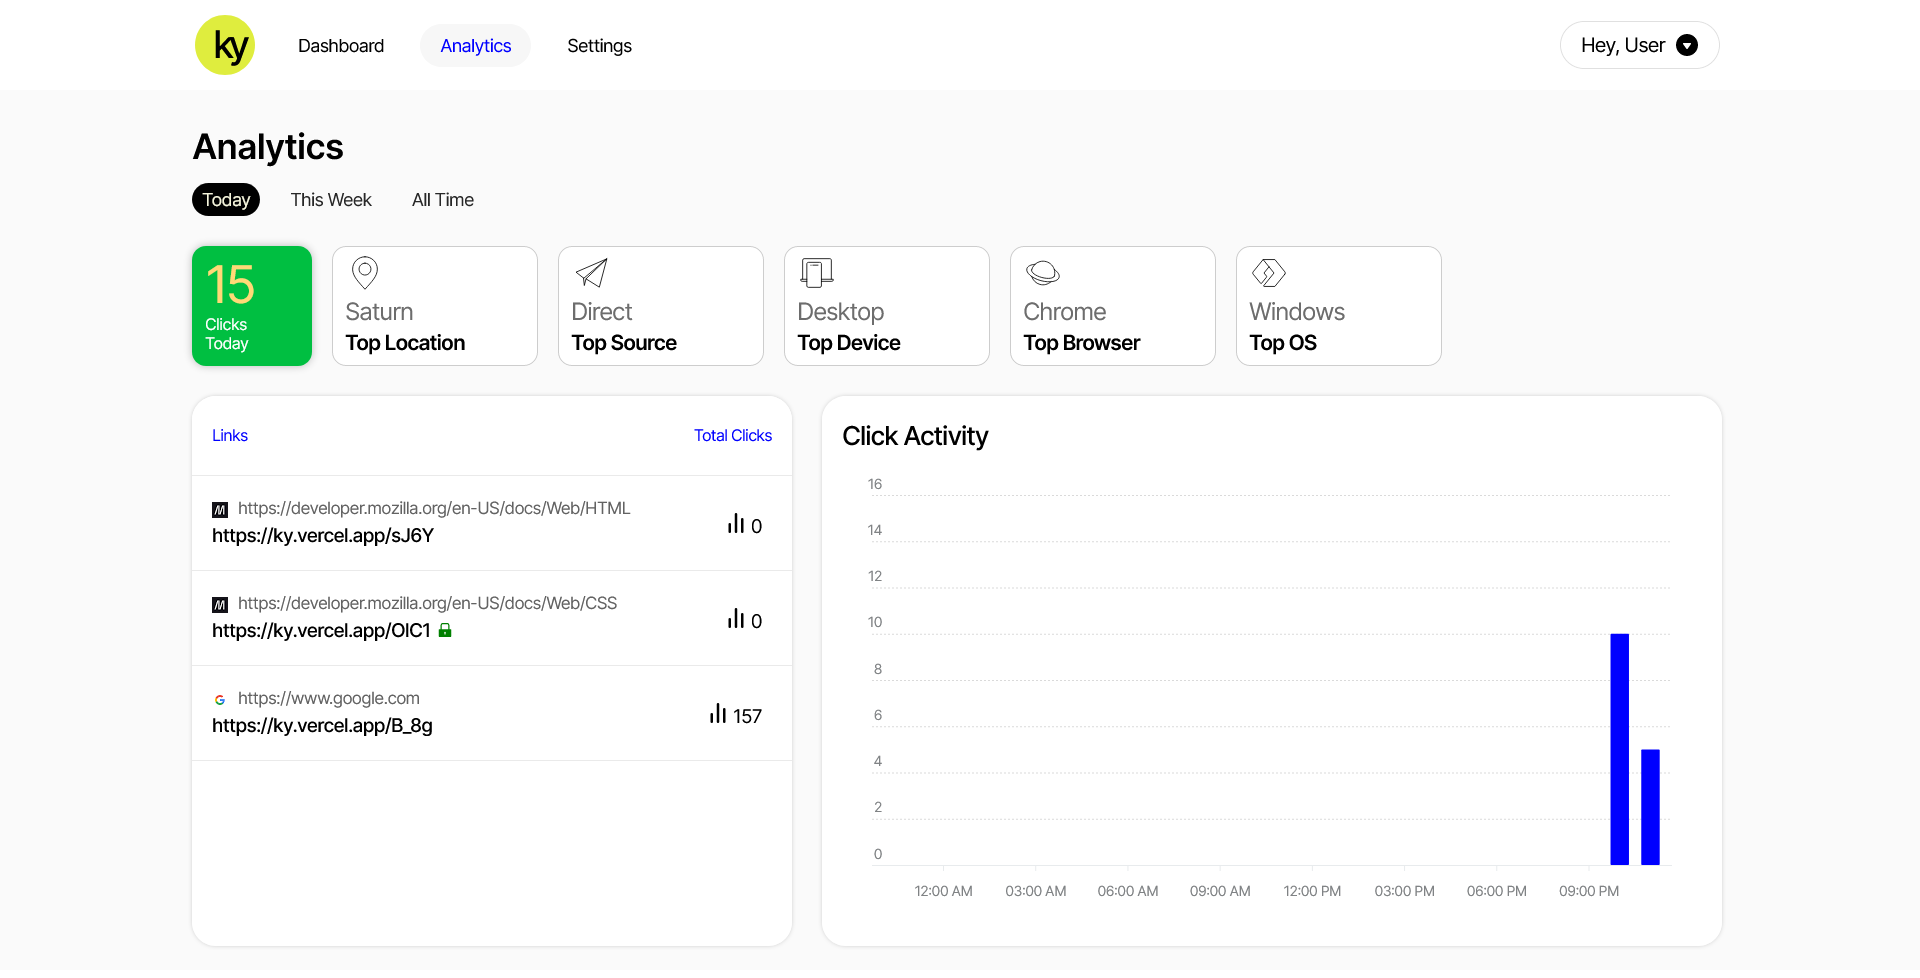 ky
Dashboard
Analytics
Settings
Hey, User
Analytics
Today
This Week
All Time
15
Clicks
Today
Saturn
Top Location
Direct
Top Source
Desktop
Top Device
Chrome
Top Browser
Windows
Top OS
Links
Total Clicks
https://developer.mozilla.org/en-US/docs/Web/HTML
https://ky.vercel.app/sJ6Y
0
https://developer.mozilla.org/en-US/docs/Web/CSS
https://ky.vercel.app/OlC1
0
https://www.google.com
https://ky.vercel.app/B_8g
157
Click Activity
16
14
12
10
8
6
4
2
0
12:00 AM
03:00 AM
06:00 AM
09:00 AM
12:00 PM
03:00 PM
06:00 PM
09:00 PM